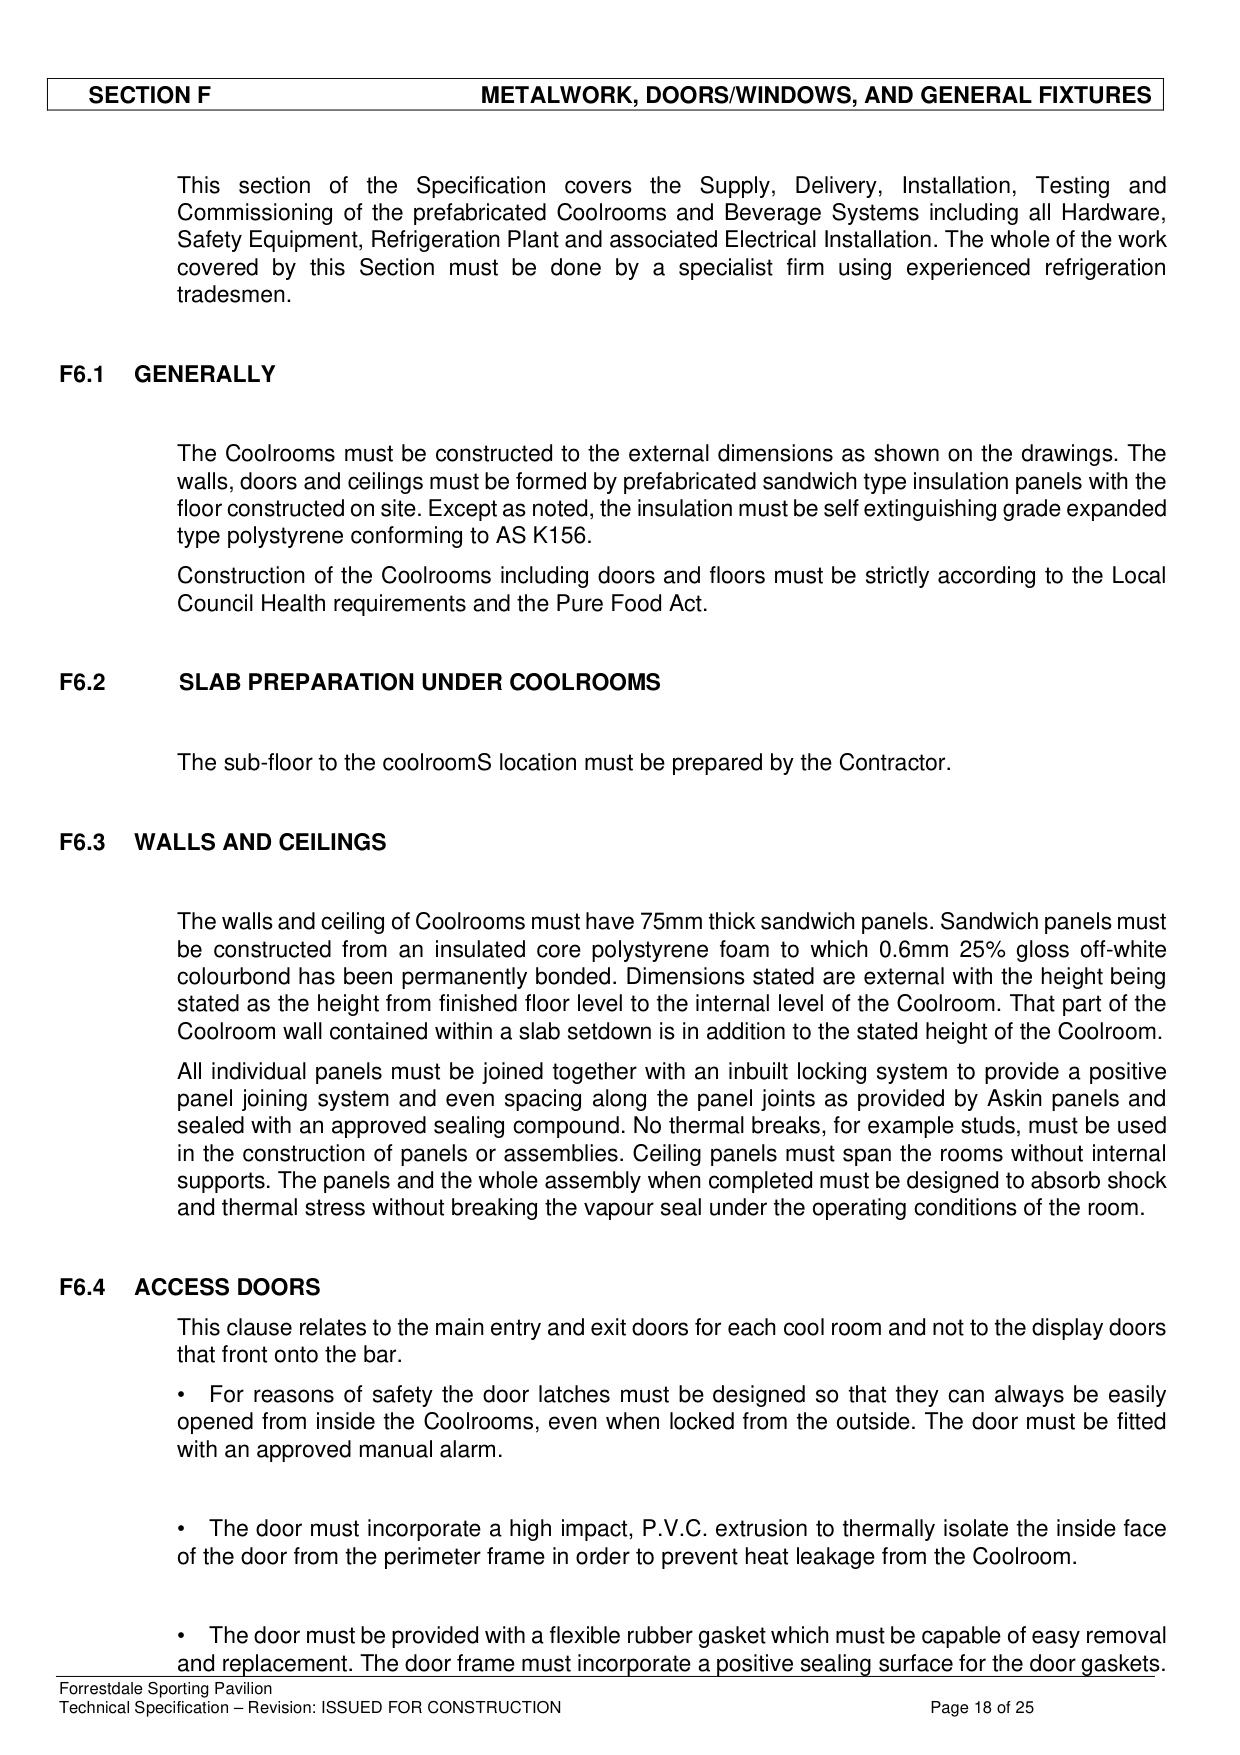 SECTION F METALWORK, DOORS/WINDOWS, AND GENERAL FIXTURES
This section of the Specification covers the Supply, Delivery, Installation, Testing and
Commissioning of the prefabricated Coolrooms and Beverage Systems including all Hardware,
Safety Equipment, Refrigeration Plant and associated Electrical Installation. The whole of the work
covered by this Section must be done by a specialist firm using experienced refrigeration
tradesmen.
F6.1 GENERALLY
The Coolrooms must be constructed to the external dimensions as shown on the drawings. The
walls, doors and ceilings must be formed by prefabricated sandwich type insulation panels with the
floor constructed on site. Except as noted, the insulation must be self extinguishing grade expanded
type polystyrene conforming to AS K156.
Construction of the Coolrooms including doors and floors must be strictly according to the Local
Council Health requirements and the Pure Food Act.
F6.2 SLAB PREPARATION UNDER COOLROOMS
The sub-floor to the coolroomS location must be prepared by the Contractor.
F6.3 WALLS AND CEILINGS
The walls and ceiling of Coolrooms must have 75mm thick sandwich panels. Sandwich panels must
be constructed from an insulated core polystyrene foam to which 0.6mm 25% gloss off-white
colourbond has been permanently bonded. Dimensions stated are external with the height being
stated as the height from finished floor level to the internal level of the Coolroom. That part of the
Coolroom wall contained within a slab setdown is in addition to the stated height of the Coolroom.
All individual panels must be joined together with an inbuilt locking system to provide a positive
panel joining system and even spacing along the panel joints as provided by Askin panels and
sealed with an approved sealing compound. No thermal breaks, for example studs, must be used
in the construction of panels or assemblies. Ceiling panels must span the rooms without internal
supports. The panels and the whole assembly when completed must be designed to absorb shock
and thermal stress without breaking the vapour seal under the operating conditions of the room.
F6.4 ACCESS DOORS
This clause relates to the main entry and exit doors for each cool room and not to the display doors
that front onto the bar.
• For reasons of safety the door latches must be designed so that they can always be easily
opened from inside the Coolrooms, even when locked from the outside. The door must be fitted
with an approved manual alarm.
• The door must incorporate a high impact, P.V.C. extrusion to thermally isolate the inside face
of the door from the perimeter frame in order to prevent heat leakage from the Coolroom.
• The door must be provided with a flexible rubber gasket which must be capable of easy removal
and replacement. The door frame must incorporate a positive sealing surface for the door gaskets.
Forrestdale Sporting Pavilion
Technical Specification – Revision: ISSUED FOR CONSTRUCTION Page 18 of 25